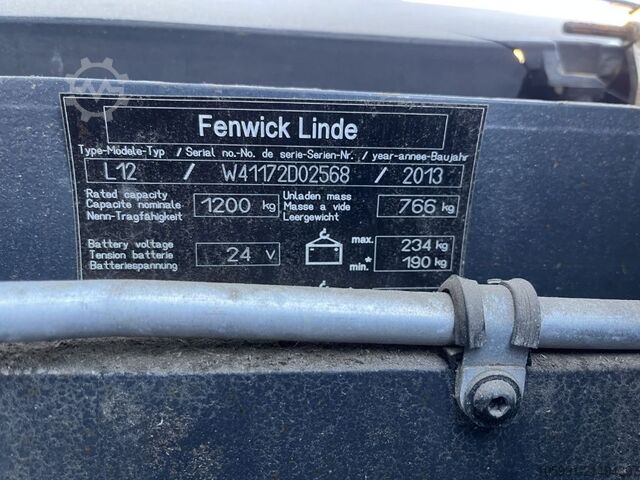 Fenwick Linde
Type-Modele-Typ / Serial no.-No. de serie-Serien-Nr. / year-annee-Baujahr
L12 / W41172D02568 / 2013
Rated capacity
Capacite nominale
Nenn-Tragfähigkeit
1200 kg
Unladen mass
Masse a vide
Leergewicht
766 kg
Battery voltage
Tension batterie
Batteriespannung
24 V
max. 234 kg
min. * 190 kg